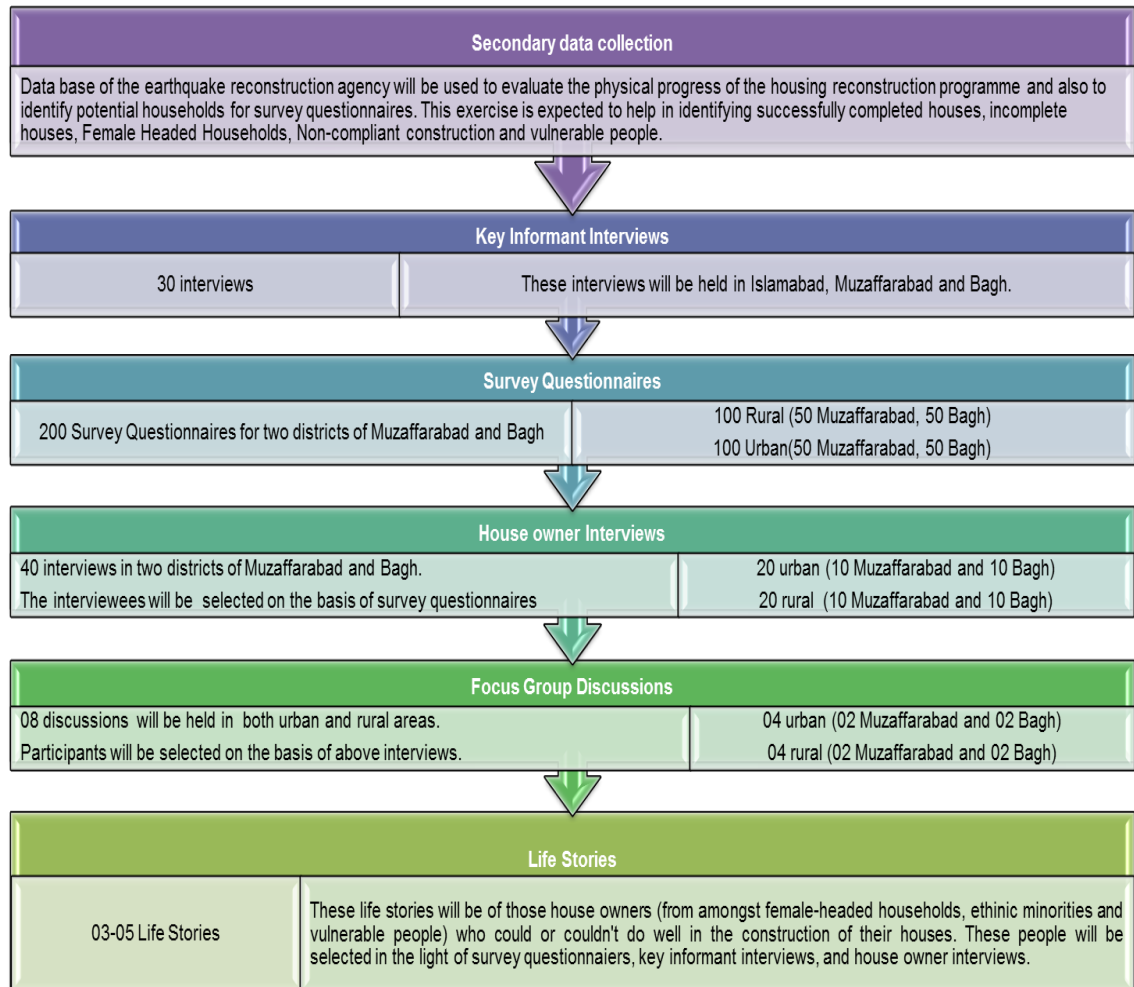 Secondary data collection
Data base of the earthquake reconstruction agency will be used to evaluate the physical progress of the housing reconstruction programme and also to
identify potential households for survey questionnaires. This exercise is expected to help in identifying successfully completed houses, incomplete
houses, Female Headed Households, Non-compliant construction and vulnerable people.
Key Informant Interviews
30 interviews
These interviews will be held in Islamabad, Muzaffarabad and Bagh.
Survey Questionnaires
200 Survey Questionnaires for two districts of Muzaffarabad and Bagh
100 Rural (50 Muzaffarabad, 50 Bagh)
100 Urban(50 Muzaffarabad, 50 Bagh)
House owner Interviews
40 interviews in two districts of Muzaffarabad and Bagh.
The interviewees will be selected on the basis of survey questionnaires
20 urban (10 Muzaffarabad and 10 Bagh)
20 rural (10 Muzaffarabad and 10 Bagh)
Focus Group Discussions
08 discussions will be held in both urban and rural areas.
Participants will be selected on the basis of above interviews.
04 urban (02 Muzaffarabad and 02 Bagh)
04 rural (02 Muzaffarabad and 02 Bagh)
Life Stories
03-05 Life Stories
These life stories will be of those house owners (from amongst female-headed households, ethinic minorities and
vulnerable people) who could or couldn't do well in the construction of their houses. These people will be
selected in the light of survey questionnaiers, key informant interviews, and house owner interviews.